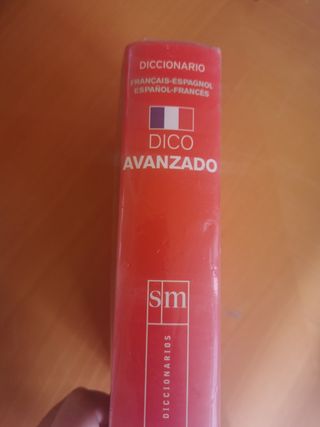 DICCIONARIO
FRANÇAIS-ESPAGNOL
ESPAÑOL-FRANCÉS
DICO
AVANZADO
sm
DICCIONARIOS